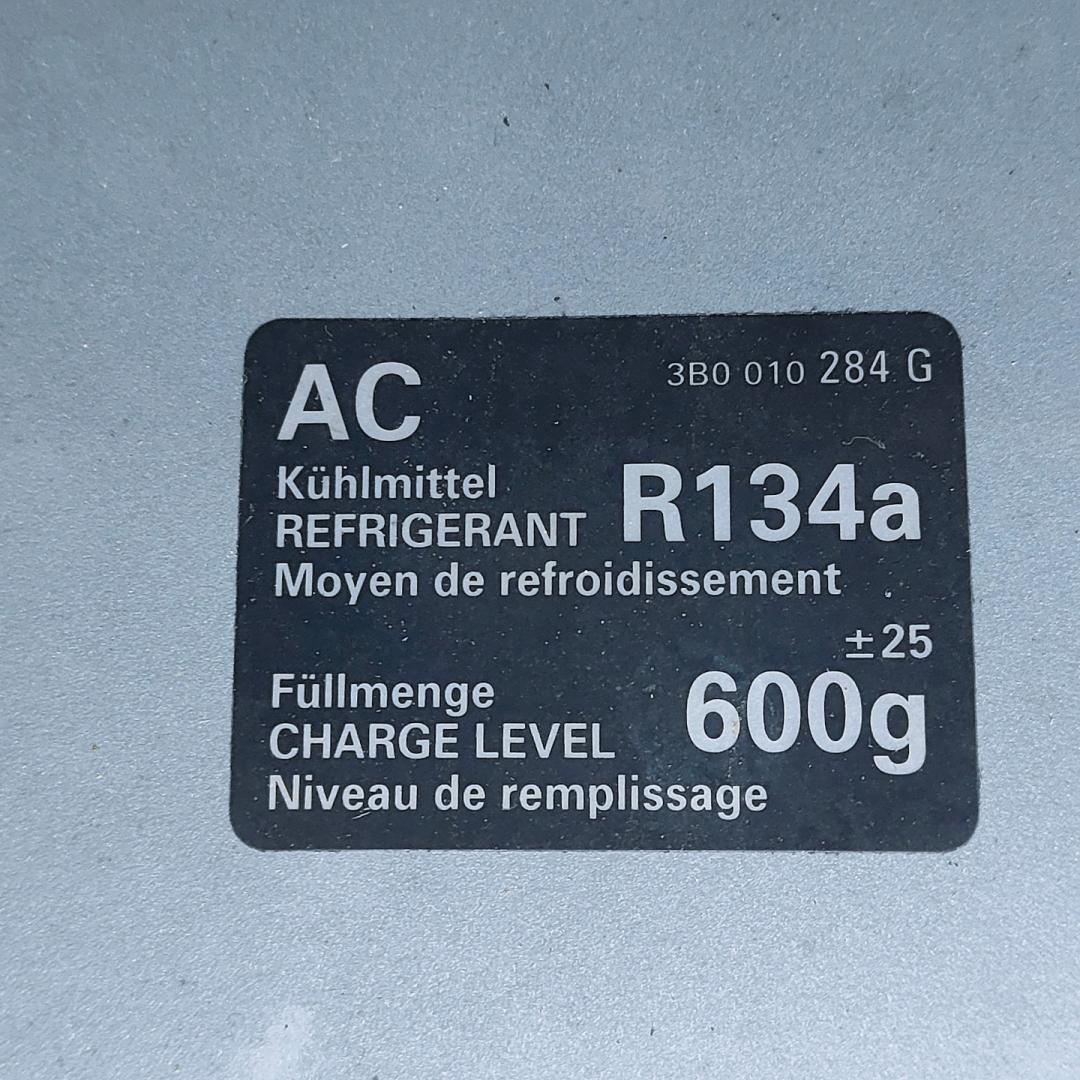 AC
3B0 010 284 G
Kühlmittel
REFRIGERANT R134a
Moyen de refroidissement
±25
Füllmenge
CHARGE LEVEL 600g
Niveau de remplissage